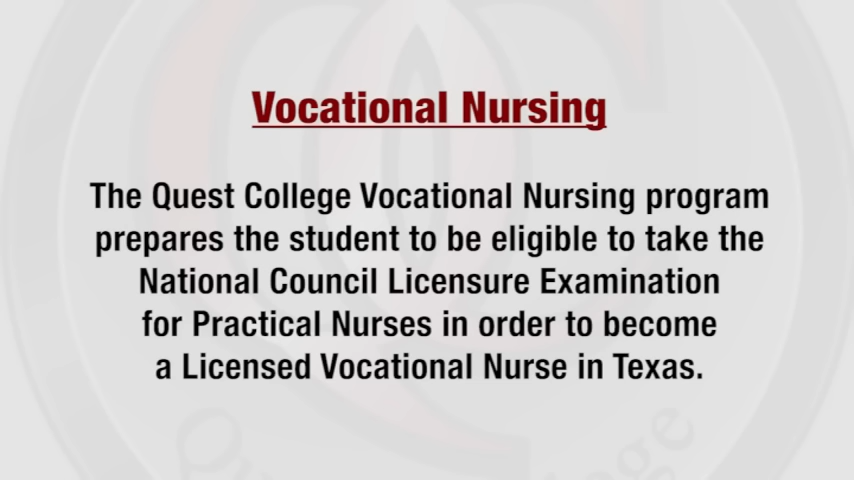 Vocational Nursing
The Quest College Vocational Nursing program
prepares the student to be eligible to take the
National Council Licensure Examination
for Practical Nurses in order to become
a Licensed Vocational Nurse in Texas.